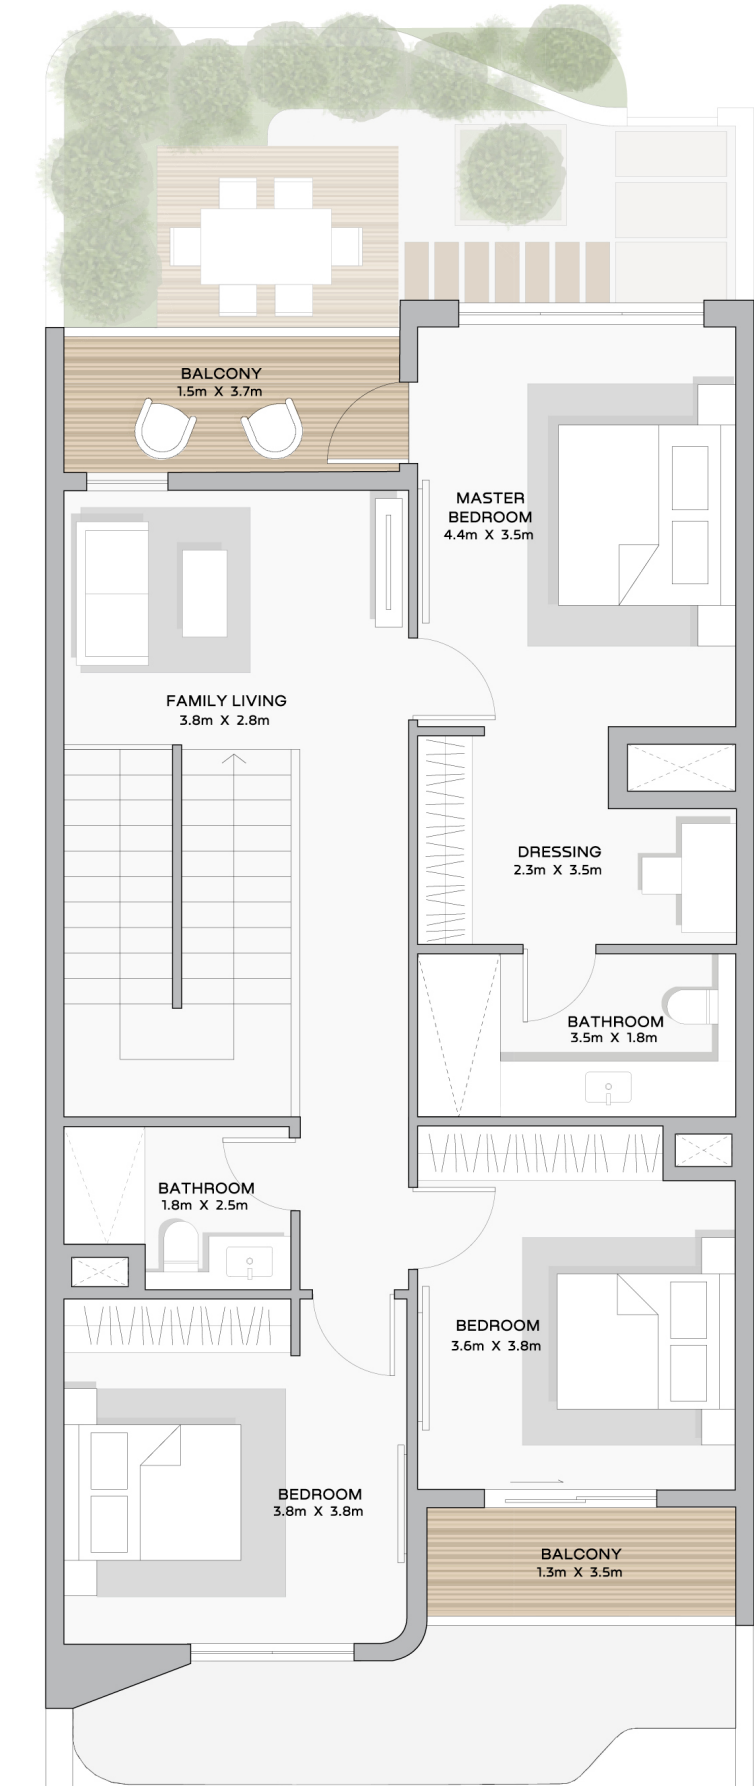 BALCONY
1.5m X 3.7m
MASTER
BEDROOM
4.4m X 3.5m
FAMILY LIVING
3.8m X 2.8m
DRESSING
2.3m X 3.5m
BATHROOM
3.5m X 1.8m
BATHROOM
1.8m X 2.5m
BEDROOM
3.6m X 3.8m
BEDROOM
3.8m X 3.8m
BALCONY
1.3m X 3.5m